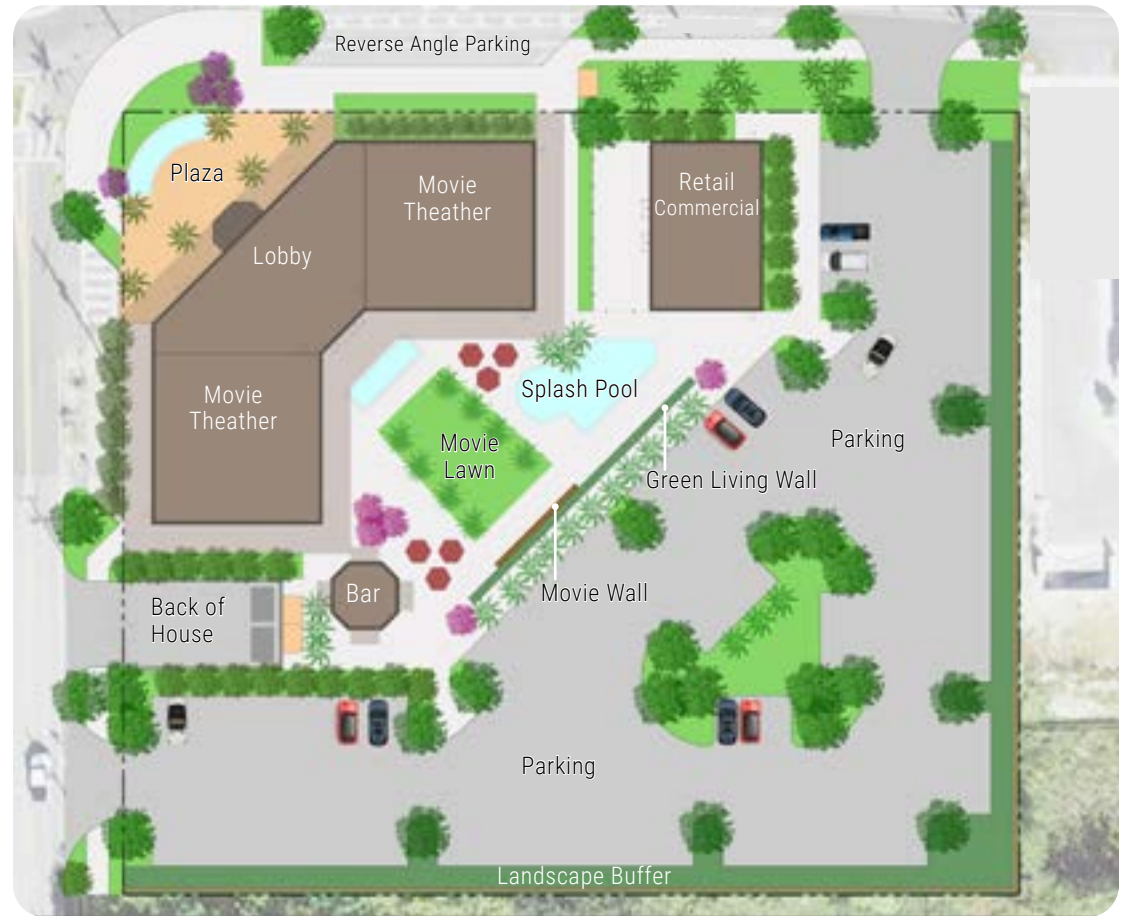 Reverse Angle Parking
Plaza
Movie
Theather
Retail
Commercial
Lobby
Splash Pool
Movie
Theather
Movie
Lawn
Parking
Green Living Wall
Movie Wall
Bar
Back of
House
Parking
Landscape Buffer